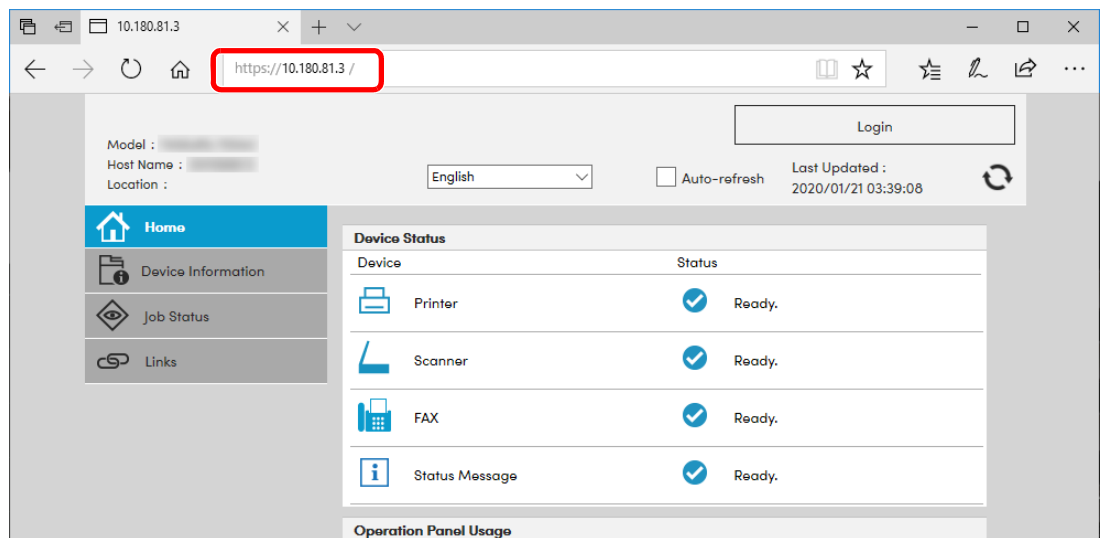 10.180.81.3
https://10.180.81.3 /
Login
Model :
Host Name :
Location :
English
Auto-refresh
Last Updated :
2020/01/21 03:39:08
Home
Device Information
Job Status
Links
Device Status
Device Status
Printer Ready.
Scanner Ready.
FAX Ready.
Status Message Ready.
Operation Panel Usage